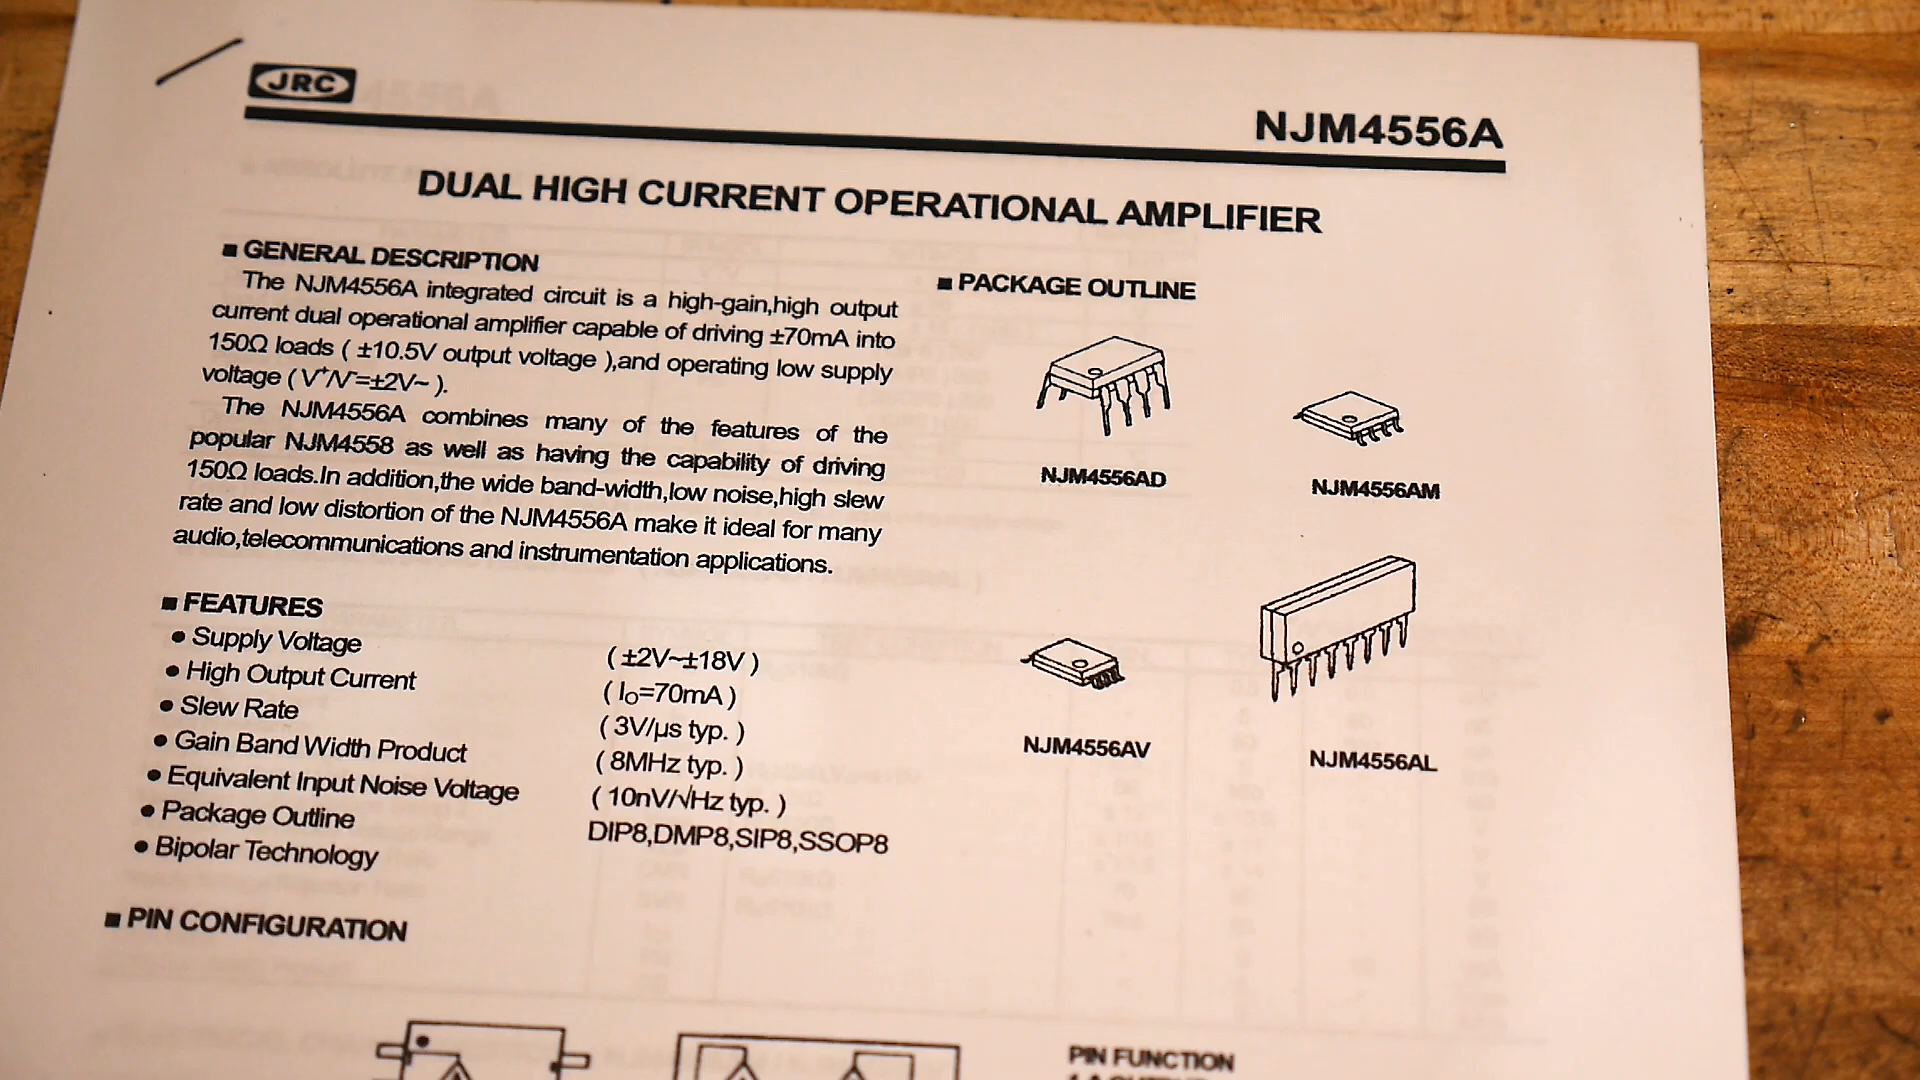 JRC
NJM4556A
DUAL HIGH CURRENT OPERATIONAL AMPLIFIER
■ GENERAL DESCRIPTION
The NJM4556A integrated circuit is a high-gain,high output
current dual operational amplifier capable of driving ±70mA into
150Ω loads ( ±10.5V output voltage ),and operating low supply
voltage ( V⁺/V⁻=±2V~ ).
The NJM4556A combines many of the features of the
popular NJM4558 as well as having the capability of driving
150Ω loads.In addition,the wide band-width,low noise,high slew
rate and low distortion of the NJM4556A make it ideal for many
audio,telecommunications and instrumentation applications.
■ PACKAGE OUTLINE
NJM4556AD
NJM4556AM
NJM4556AV
NJM4556AL
■ FEATURES
● Supply Voltage ( ±2V~±18V )
● High Output Current ( IO=70mA )
● Slew Rate ( 3V/µs typ. )
● Gain Band Width Product ( 8MHz typ. )
● Equivalent Input Noise Voltage ( 10nV/√Hz typ. )
● Package Outline DIP8,DMP8,SIP8,SSOP8
● Bipolar Technology
■ PIN CONFIGURATION
PIN FUNCTION